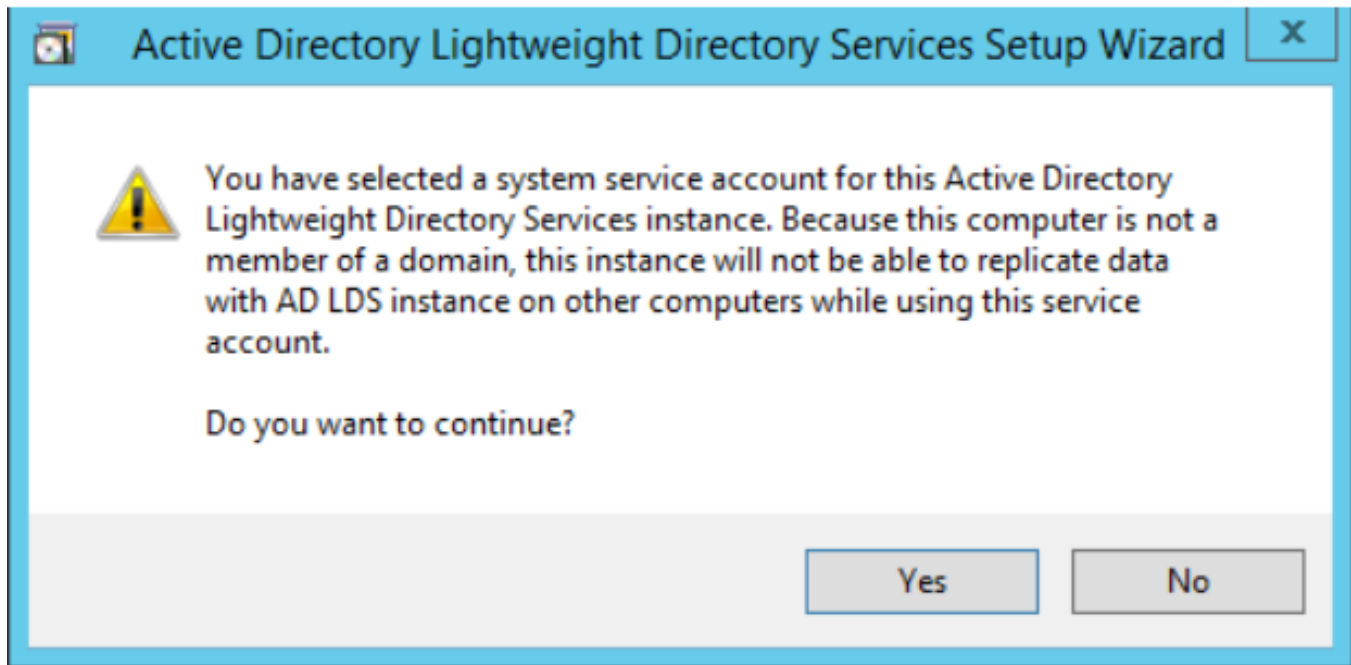 Active Directory Lightweight Directory Services Setup Wizard
You have selected a system service account for this Active Directory
Lightweight Directory Services instance. Because this computer is not a
member of a domain, this instance will not be able to replicate data
with AD LDS instance on other computers while using this service
account.
Do you want to continue?
Yes
No